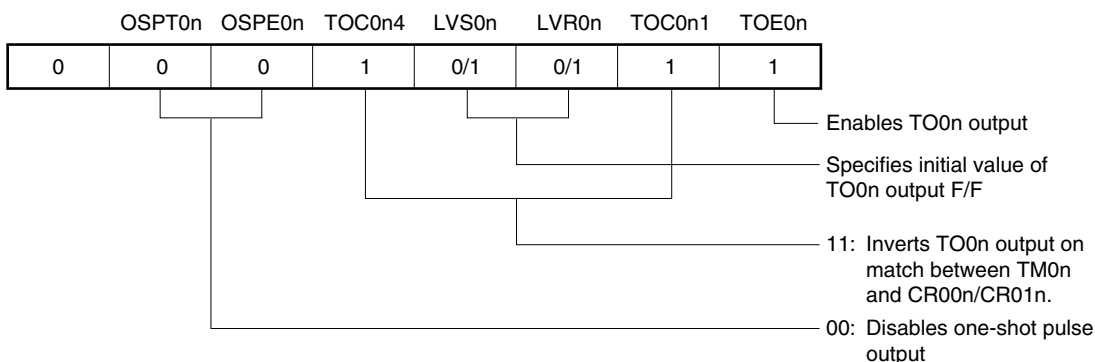 OSPT0n OSPE0n TOC0n4 LVS0n LVR0n TOC0n1 TOE0n
0 0 0 1 0/1 0/1 1 1
Enables TO0n output
Specifies initial value of
TO0n output F/F
11: Inverts TO0n output on
match between TM0n
and CR00n/CR01n.
00: Disables one-shot pulse
output